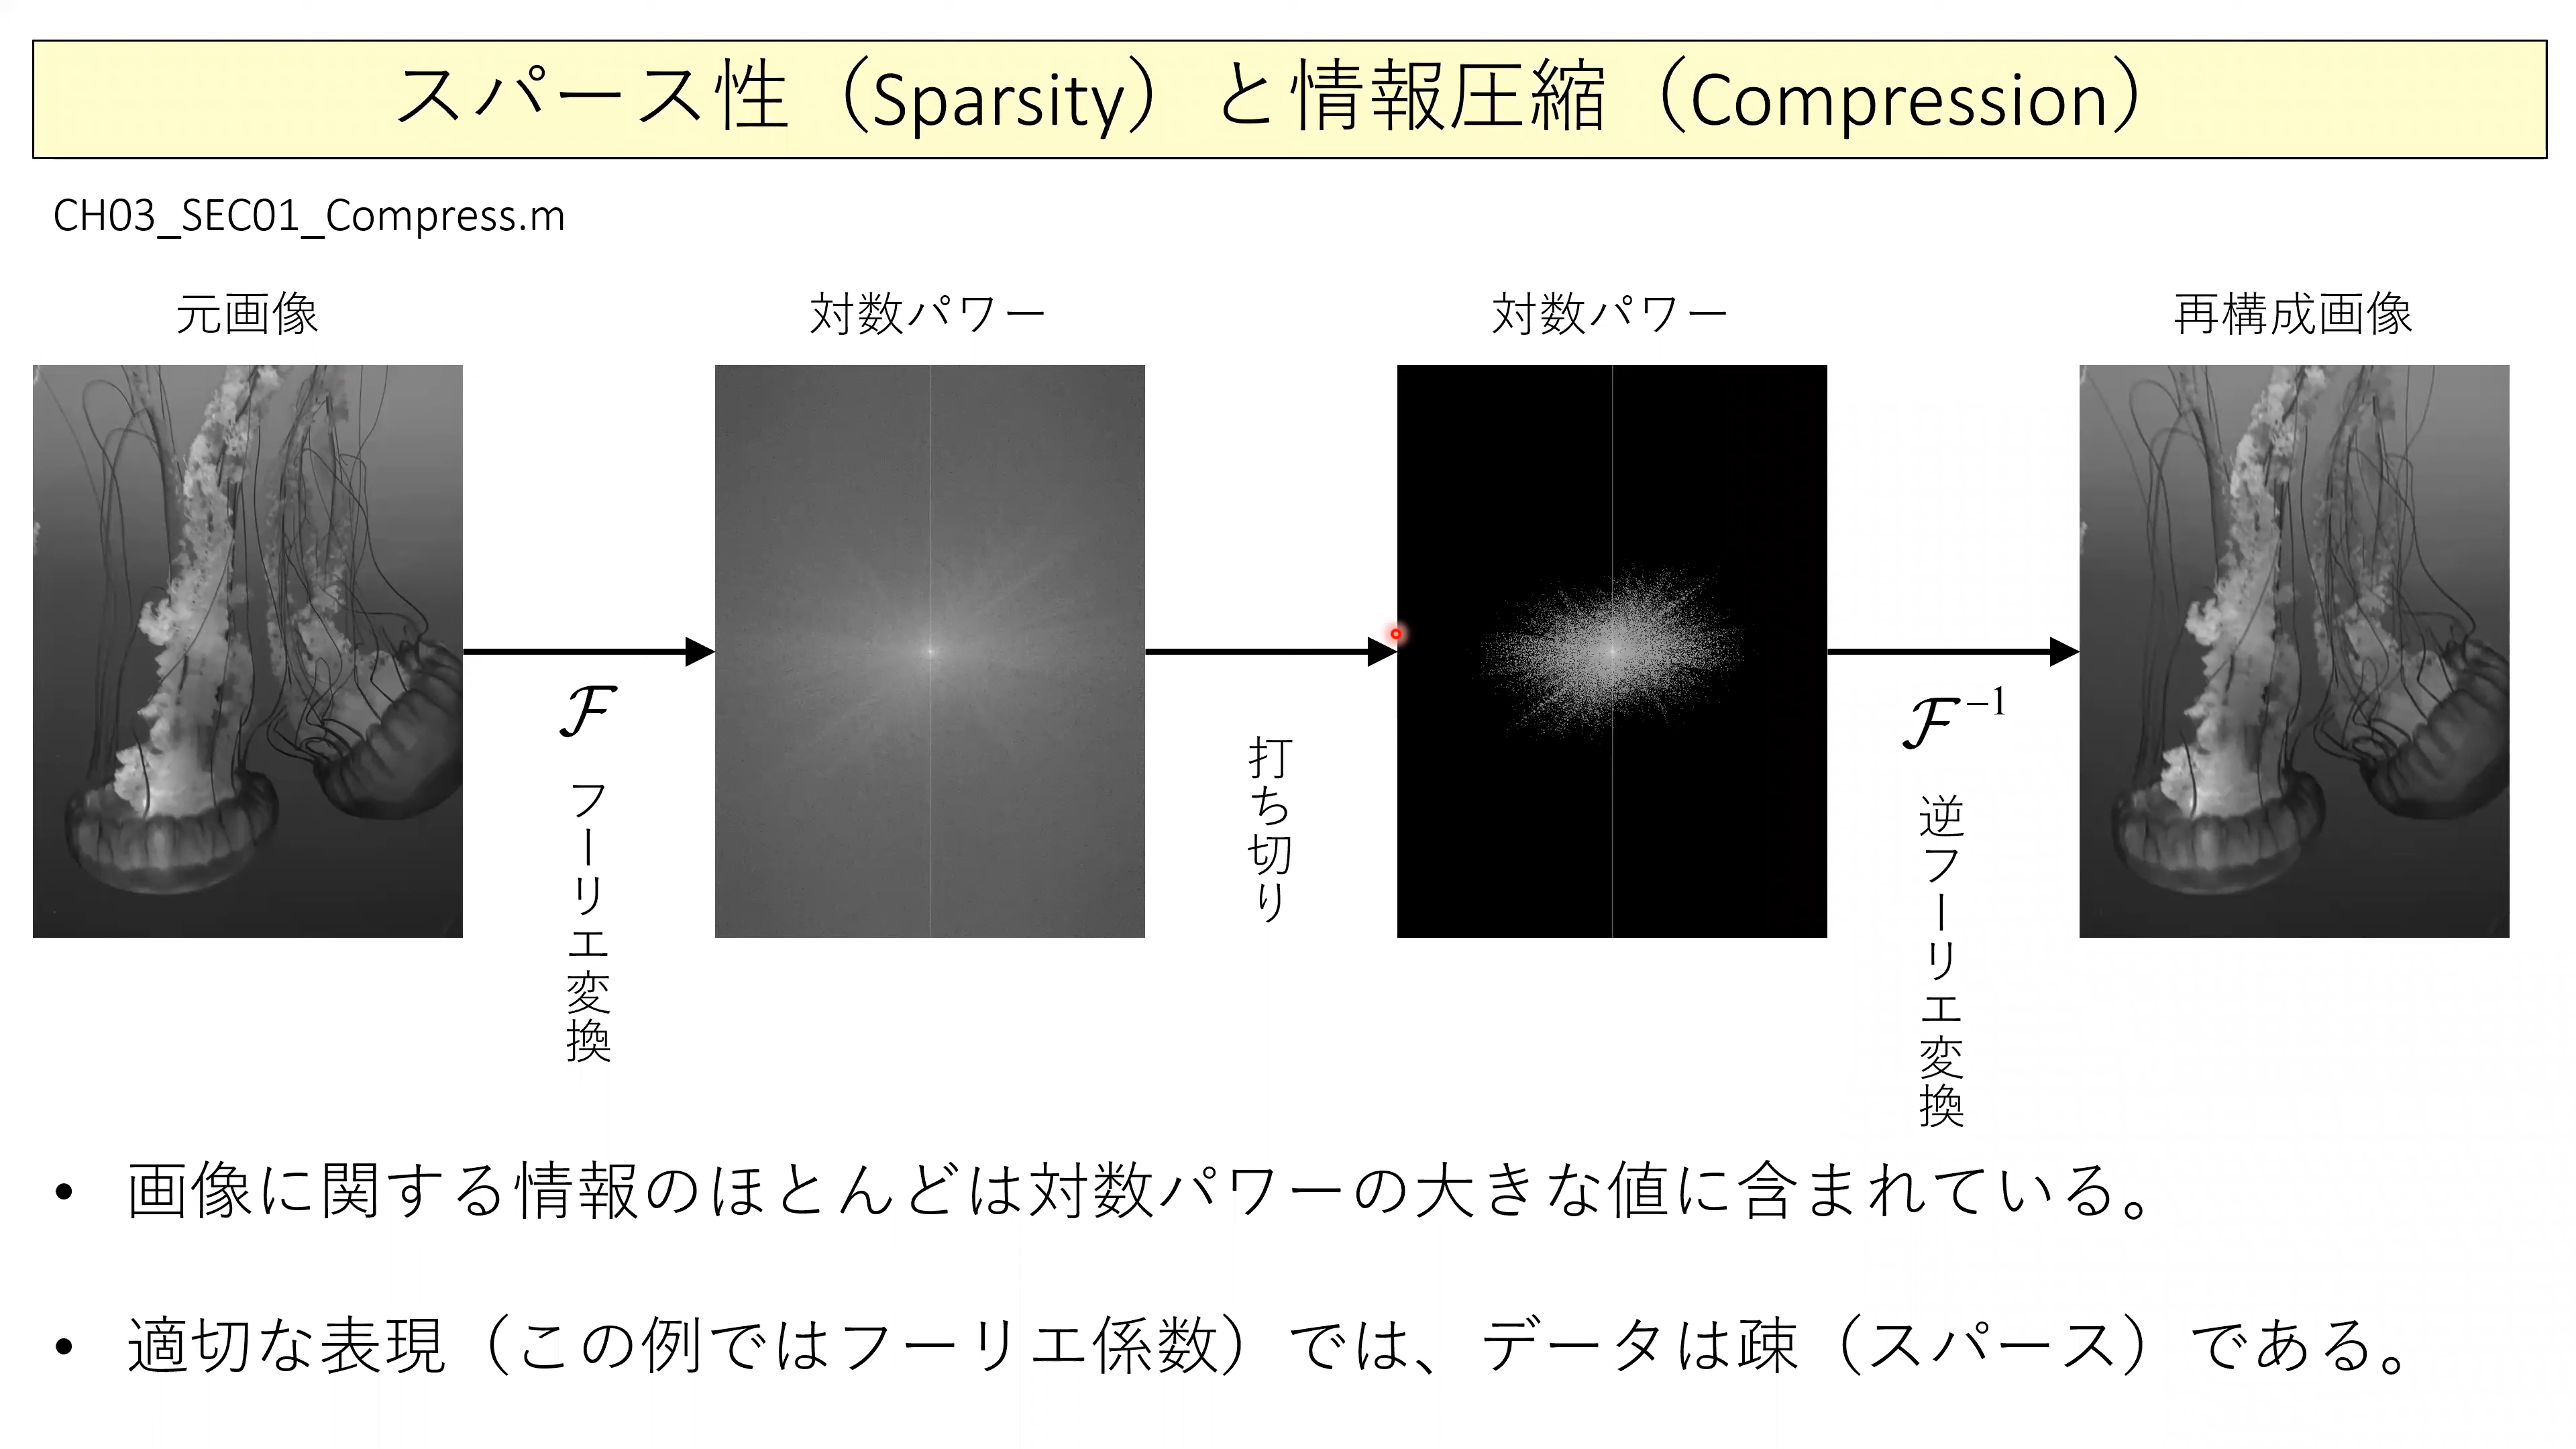 スパース性（Sparsity）と情報圧縮（Compression）
CH03_SEC01_Compress.m
元画像
対数パワー
対数パワー
再構成画像
ℱ
フーリエ変換
打ち切り
ℱ⁻¹
逆フーリエ変換
• 画像に関する情報のほとんどは対数パワーの大きな値に含まれている。
• 適切な表現（この例ではフーリエ係数）では、データは疎（スパース）である。